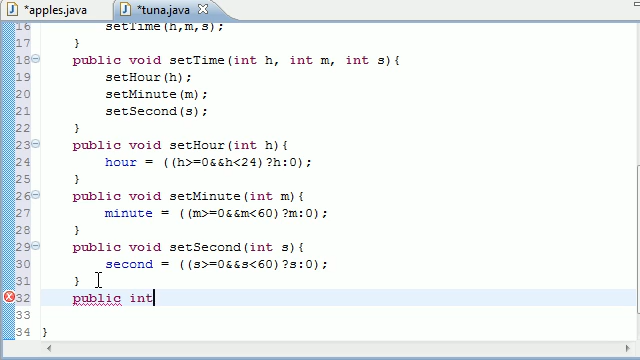 *apples.java *tuna.java
16 setTime(h,m,s);
17 }
18 public void setTime(int h, int m, int s){
19 setHour(h);
20 setMinute(m);
21 setSecond(s);
22 }
23 public void setHour(int h){
24 hour = ((h>=0&&h<24)?h:0);
25 }
26 public void setMinute(int m){
27 minute = ((m>=0&&m<60)?m:0);
28 }
29 public void setSecond(int s){
30 second = ((s>=0&&s<60)?s:0);
31 }
32 public int
33
34 }